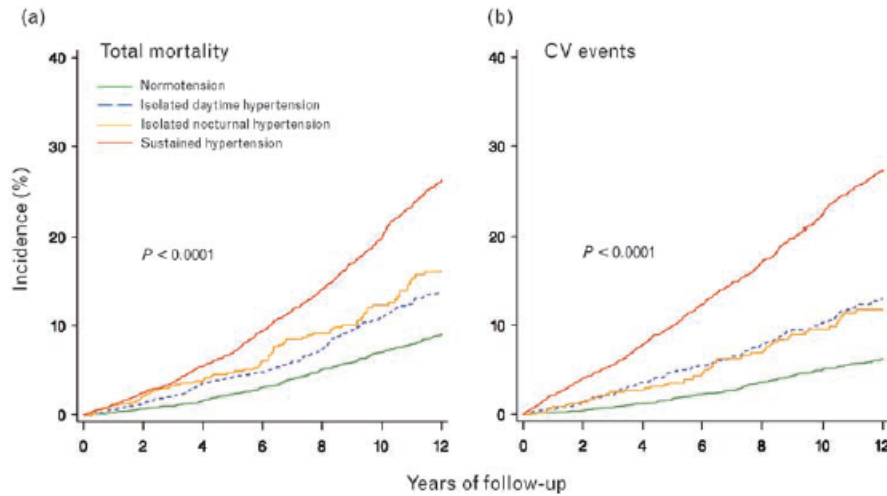 (a)
Total mortality
Normotension
Isolated daytime hypertension
Isolated nocturnal hypertension
Sustained hypertension
P < 0.0001
Incidence (%)
40
30
20
10
0
0 2 4 6 8 10 12
(b)
CV events
P < 0.0001
40
30
20
10
0
0 2 4 6 8 10 12
Years of follow-up